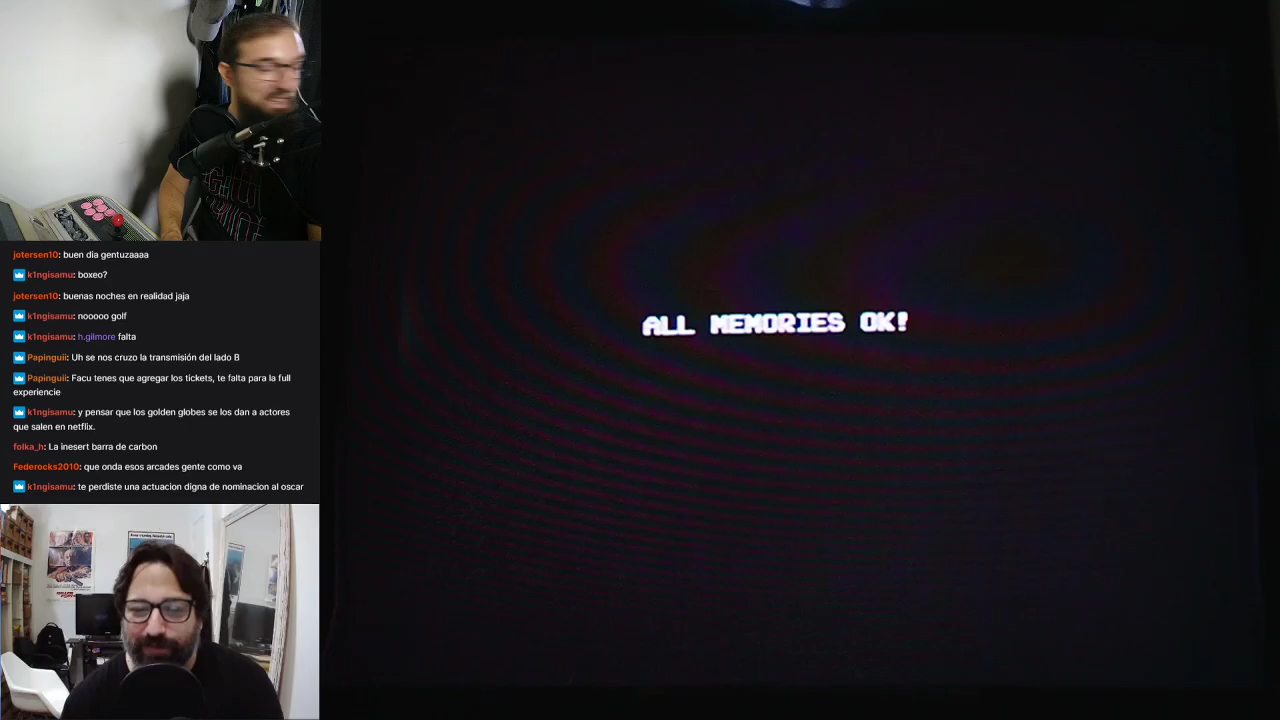 jotersen10: buen dia gentuzaaaa
k1ngisamu: boxeo?
jotersen10: buenas noches en realidad jaja
k1ngisamu: nooooo golf
k1ngisamu: h.gilmore falta
Papinguii: Uh se nos cruzo la transmisión del lado B
Papinguii: Facu tenes que agregar los tickets, te falta para la full
experiencie
k1ngisamu: y pensar que los golden globes se los dan a actores
que salen en netflix.
folka_h: La inesert barra de carbon
Federocks2010: que onda esos arcades gente como va
k1ngisamu: te perdiste una actuacion digna de nominacion al oscar
ALL MEMORIES OK!